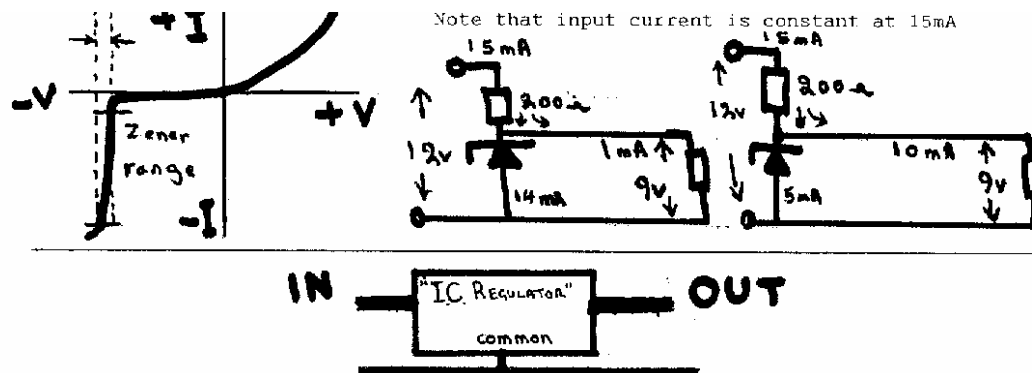 +I
-V
+V
Zener
range
-I
Note that input current is constant at 15mA
15mA
200Ω
12v
1mA
9v
14mA
15mA
200Ω
12v
10mA
9v
5mA
IN
"I.C. REGULATOR"
common
OUT